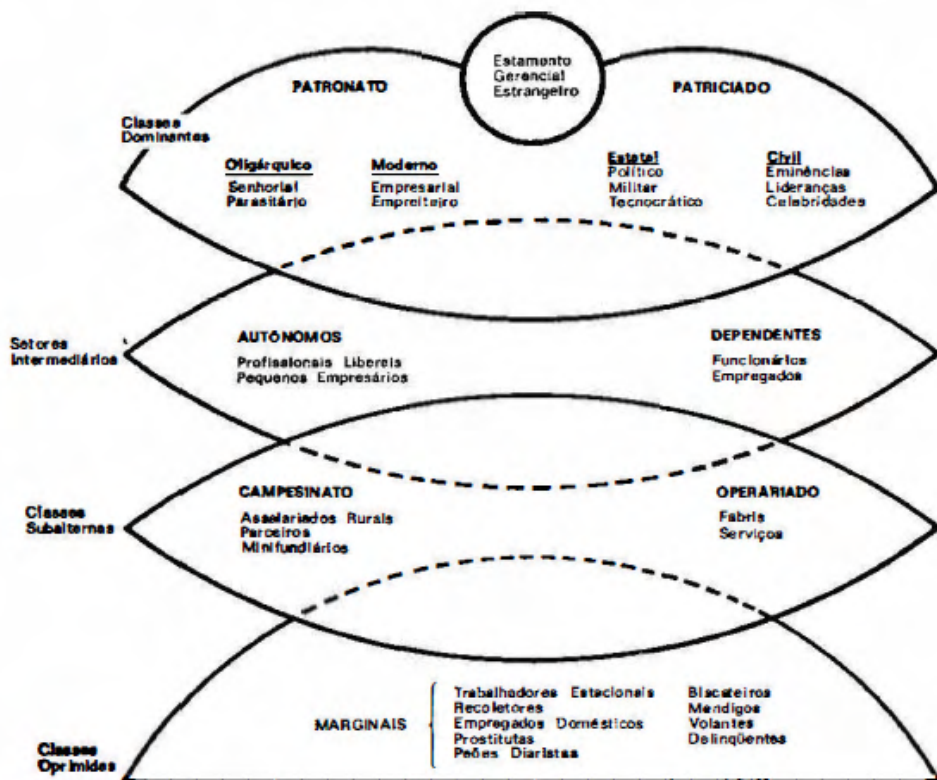 Estamento
Gerencial
Estrangeiro
PATRONATO
PATRICIADO
Classes
Dominantes
Oligárquico
Senhorial
Parasitário
Moderno
Empresarial
Empreiteiro
Estatal
Político
Militar
Tecnocrático
Civil
Eminências
Lideranças
Celebridades
Setores
Intermediários
AUTÔNOMOS
Profissionais Liberais
Pequenos Empresários
DEPENDENTES
Funcionários
Empregados
Classes
Subalternas
CAMPESINATO
Assalariados Rurais
Parceiros
Minifundiários
OPERARIADO
Fabris
Serviços
Classes
Oprimidas
MARGINAIS
Trabalhadores Estacionais
Recoletores
Empregados Domésticos
Prostitutas
Peões Diaristas
Biscateiros
Mendigos
Volantes
Delinqüentes